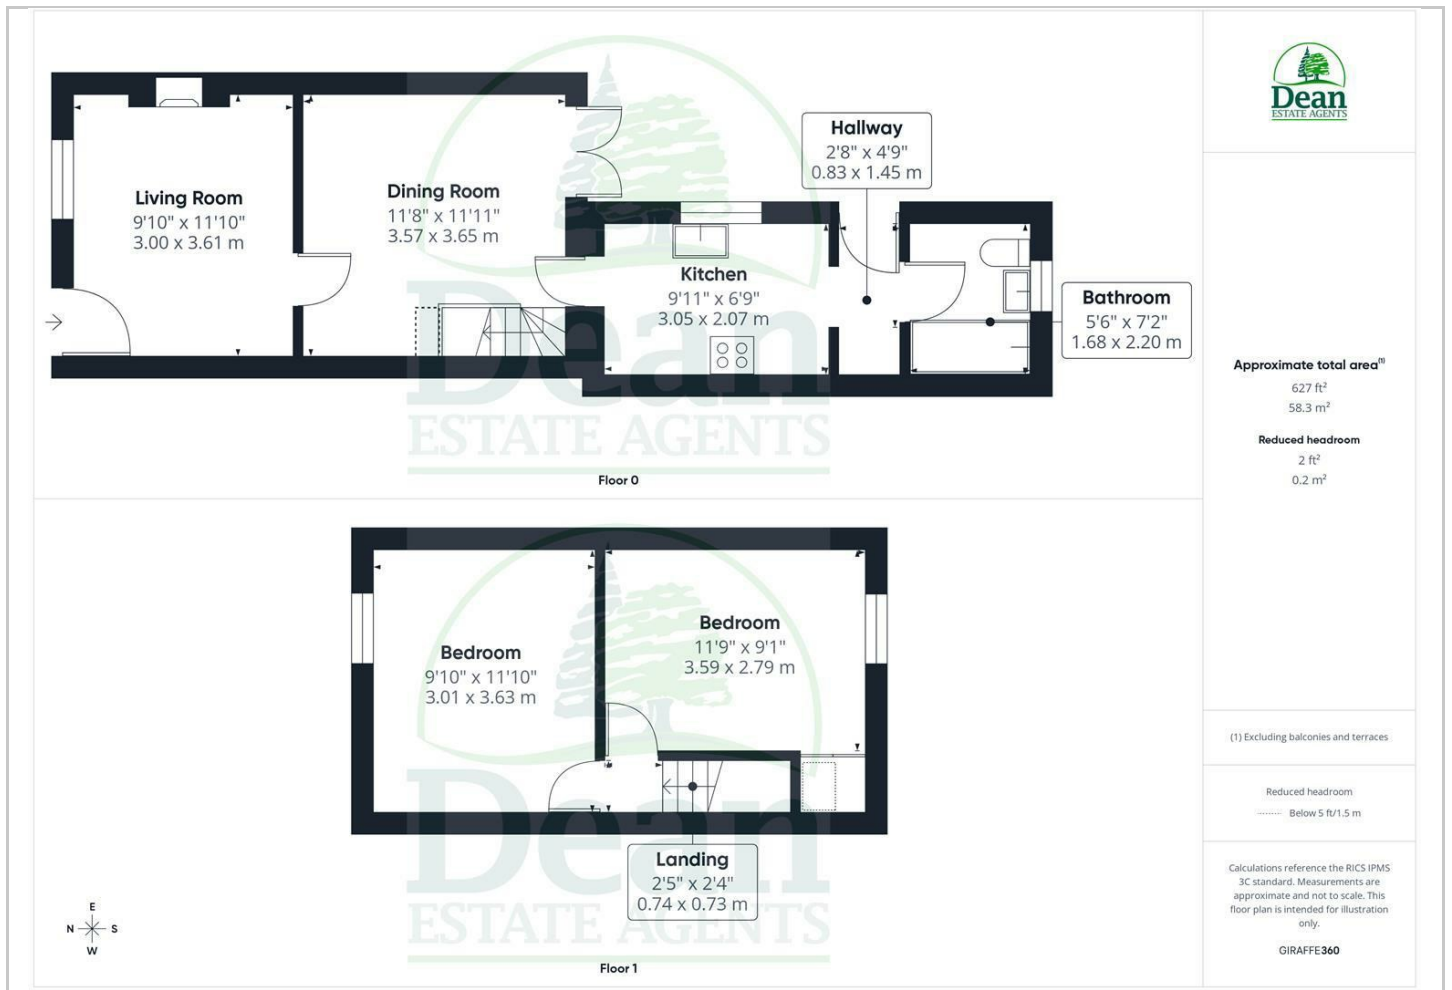 Living Room
9'10" x 11'10"
3.00 x 3.61 m
Dining Room
11'8" x 11'11"
3.57 x 3.65 m
Kitchen
9'11" x 6'9"
3.05 x 2.07 m
Hallway
2'8" x 4'9"
0.83 x 1.45 m
Bathroom
5'6" x 7'2"
1.68 x 2.20 m
Dean
ESTATE AGENTS
Floor 0
Bedroom
9'10" x 11'10"
3.01 x 3.63 m
Bedroom
11'9" x 9'1"
3.59 x 2.79 m
Landing
2'5" x 2'4"
0.74 x 0.73 m
Dean
ESTATE AGENTS
E
N S
W
Floor 1
Dean
ESTATE AGENTS
Approximate total area(1)
627 ft²
58.3 m²
Reduced headroom
2 ft²
0.2 m²
(1) Excluding balconies and terraces
Reduced headroom
Below 5 ft/1.5 m
Calculations reference the RICS IPMS
3C standard. Measurements are
approximate and not to scale. This
floor plan is intended for illustration
only.
GIRAFFE360